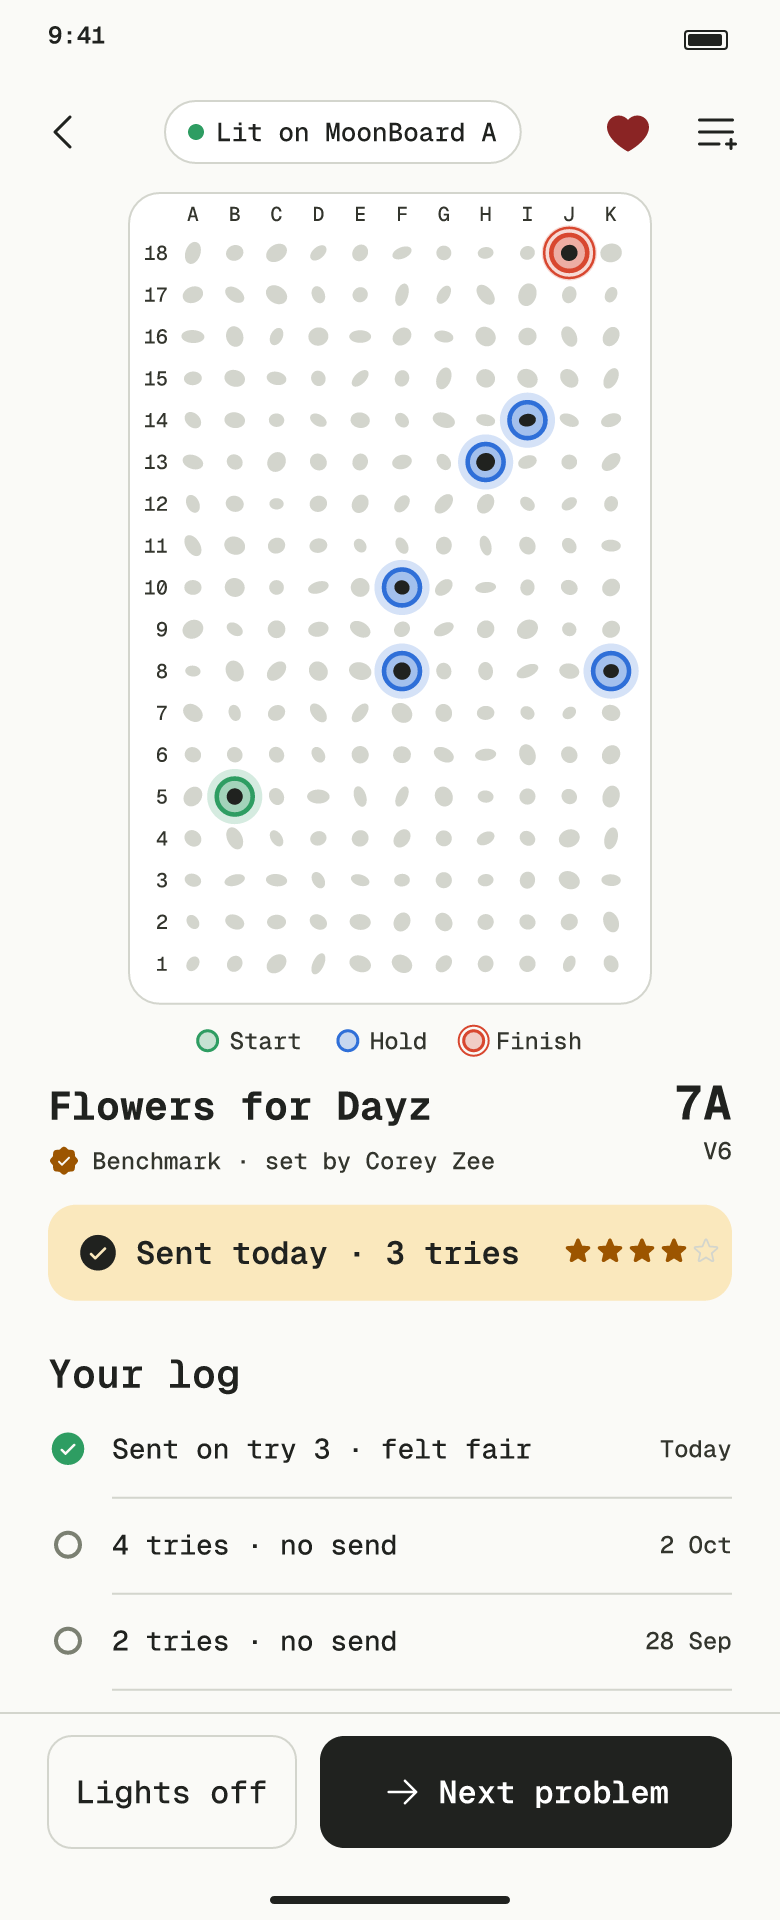 9:41
Lit on MoonBoard A
A B C D E F G H I J K
18
17
16
15
14
13
12
11
10
9
8
7
6
5
4
3
2
1
Start Hold Finish
Flowers for Dayz 7A
Benchmark · set by Corey Zee V6
Sent today · 3 tries
Your log
Sent on try 3 · felt fair Today
4 tries · no send 2 Oct
2 tries · no send 28 Sep
Lights off Next problem